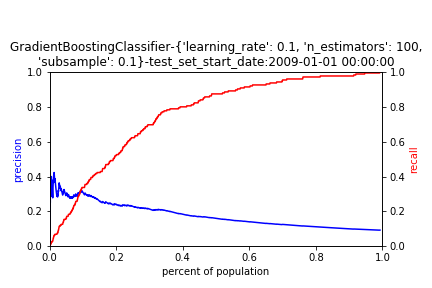 GradientBoostingClassifier-{'learning_rate': 0.1, 'n_estimators': 100,
'subsample': 0.1}-test_set_start_date:2009-01-01 00:00:00
1.0
0.8
0.6
0.4
0.2
0.0
precision
1.0
0.8
0.6
0.4
0.2
0.0
recall
0.0 0.2 0.4 0.6 0.8 1.0
percent of population